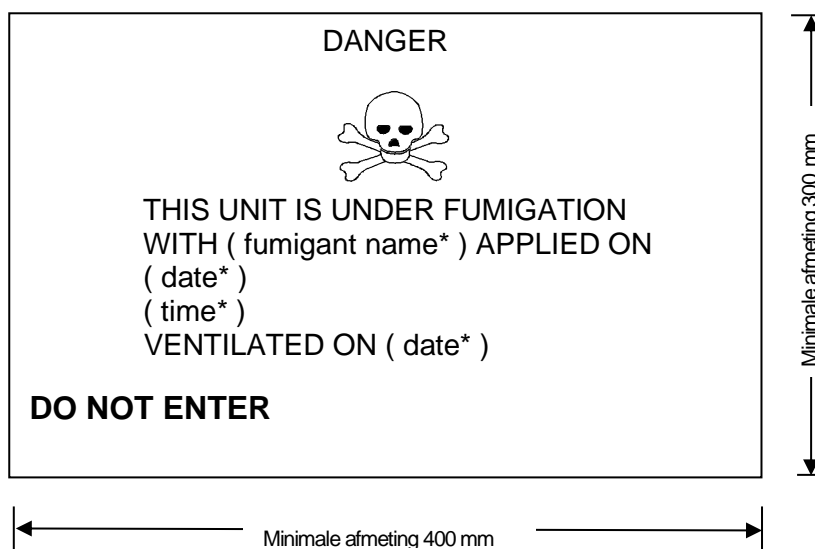 DANGER
THIS UNIT IS UNDER FUMIGATION
WITH ( fumigant name* ) APPLIED ON
( date* )
( time* )
VENTILATED ON ( date* )
DO NOT ENTER
Minimale afmeting 300 mm
Minimale afmeting 400 mm